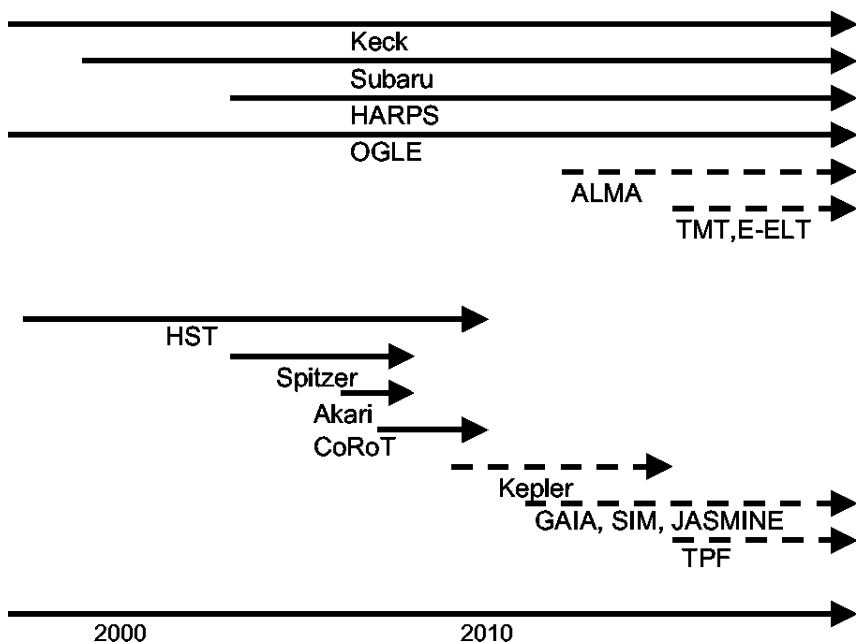 Keck
Subaru
HARPS
OGLE
ALMA
TMT,E-ELT
HST
Spitzer
Akari
CoRoT
Kepler
GAIA, SIM, JASMINE
TPF
2000 2010